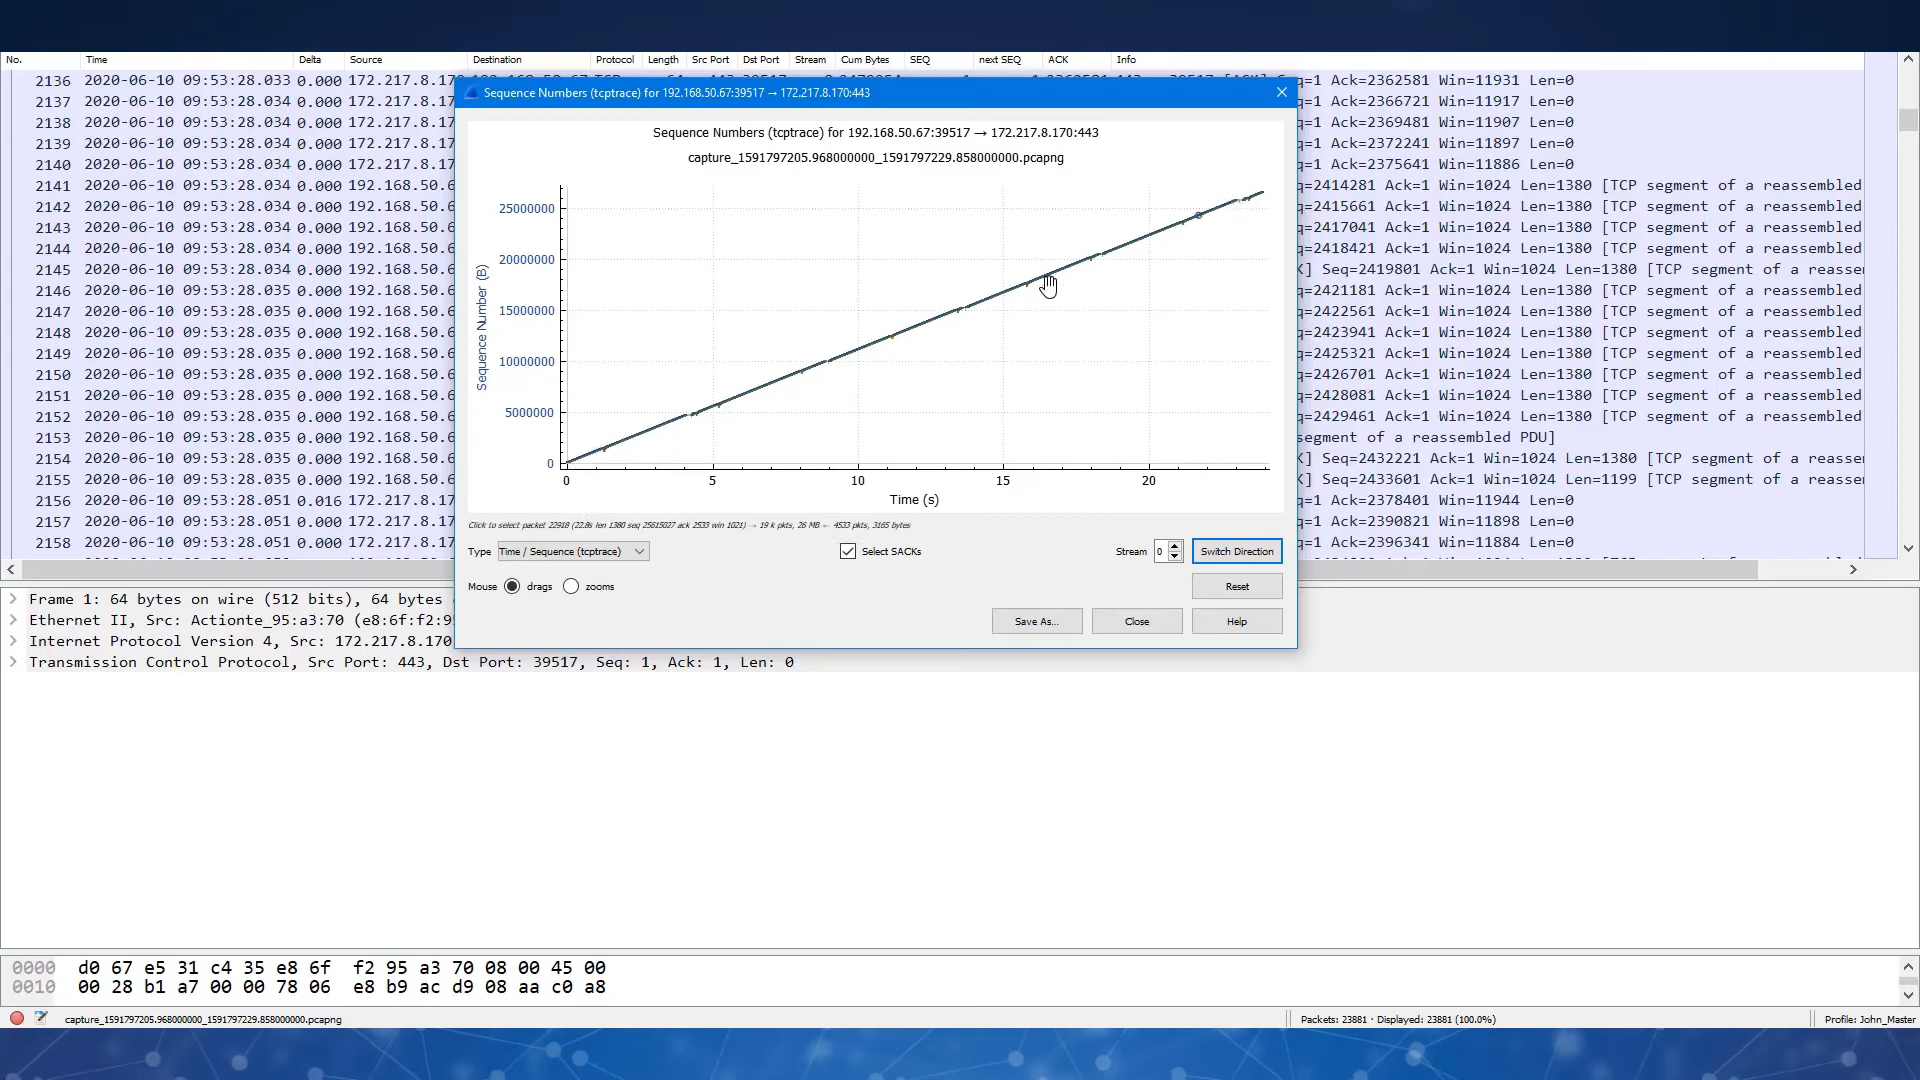 No. Time Delta Source Destination Protocol Length Src Port Dst Port Stream Cum Bytes SEQ next SEQ ACK Info
2136 2020-06-10 09:53:28.033 0.000 172.217.8.170 =1 Ack=2362581 Win=11931 Len=0
2137 2020-06-10 09:53:28.034 0.000 172.217.8.17 q=1 Ack=2366721 Win=11917 Len=0
2138 2020-06-10 09:53:28.034 0.000 172.217.8.17 q=1 Ack=2369481 Win=11907 Len=0
2139 2020-06-10 09:53:28.034 0.000 172.217.8.17 q=1 Ack=2372241 Win=11897 Len=0
2140 2020-06-10 09:53:28.034 0.000 172.217.8.17 q=1 Ack=2375641 Win=11886 Len=0
2141 2020-06-10 09:53:28.034 0.000 192.168.50.6 q=2414281 Ack=1 Win=1024 Len=1380 [TCP segment of a reassembled
2142 2020-06-10 09:53:28.034 0.000 192.168.50.6 q=2415661 Ack=1 Win=1024 Len=1380 [TCP segment of a reassembled
2143 2020-06-10 09:53:28.034 0.000 192.168.50.6 q=2417041 Ack=1 Win=1024 Len=1380 [TCP segment of a reassembled
2144 2020-06-10 09:53:28.034 0.000 192.168.50.6 q=2418421 Ack=1 Win=1024 Len=1380 [TCP segment of a reassembled
2145 2020-06-10 09:53:28.034 0.000 192.168.50.6 K] Seq=2419801 Ack=1 Win=1024 Len=1380 [TCP segment of a reasse
2146 2020-06-10 09:53:28.035 0.000 192.168.50.6 q=2421181 Ack=1 Win=1024 Len=1380 [TCP segment of a reassembled
2147 2020-06-10 09:53:28.035 0.000 192.168.50.6 q=2422561 Ack=1 Win=1024 Len=1380 [TCP segment of a reassembled
2148 2020-06-10 09:53:28.035 0.000 192.168.50.6 q=2423941 Ack=1 Win=1024 Len=1380 [TCP segment of a reassembled
2149 2020-06-10 09:53:28.035 0.000 192.168.50.6 q=2425321 Ack=1 Win=1024 Len=1380 [TCP segment of a reassembled
2150 2020-06-10 09:53:28.035 0.000 192.168.50.6 q=2426701 Ack=1 Win=1024 Len=1380 [TCP segment of a reassembled
2151 2020-06-10 09:53:28.035 0.000 192.168.50.6 q=2428081 Ack=1 Win=1024 Len=1380 [TCP segment of a reassembled
2152 2020-06-10 09:53:28.035 0.000 192.168.50.6 q=2429461 Ack=1 Win=1024 Len=1380 [TCP segment of a reassembled
2153 2020-06-10 09:53:28.035 0.000 192.168.50.6 segment of a reassembled PDU]
2154 2020-06-10 09:53:28.035 0.000 192.168.50.6 K] Seq=2432221 Ack=1 Win=1024 Len=1380 [TCP segment of a reasse
2155 2020-06-10 09:53:28.035 0.000 192.168.50.6 K] Seq=2433601 Ack=1 Win=1024 Len=1199 [TCP segment of a reasse
2156 2020-06-10 09:53:28.051 0.016 172.217.8.17 q=1 Ack=2378401 Win=11944 Len=0
2157 2020-06-10 09:53:28.051 0.000 172.217.8.17 q=1 Ack=2390821 Win=11898 Len=0
2158 2020-06-10 09:53:28.051 0.000 172.217.8.17 q=1 Ack=2396341 Win=11884 Len=0
Sequence Numbers (tcptrace) for 192.168.50.67:39517 → 172.217.8.170:443
Sequence Numbers (tcptrace) for 192.168.50.67:39517 → 172.217.8.170:443
capture_1591797205.968000000_1591797229.858000000.pcapng
Sequence Number (B)
25000000
20000000
15000000
10000000
5000000
0
0 5 10 15 20
Time (s)
Click to select packet 22918 (22.8s len 1380 seq 25615027 ack 2533 win 1021) → 19 k pkts, 26 MB ← 4533 pkts, 3165 bytes
Type Time / Sequence (tcptrace) Select SACKs Stream 0 Switch Direction
Mouse drags zooms Reset
Save As... Close Help
Frame 1: 64 bytes on wire (512 bits), 64 bytes
Ethernet II, Src: Actionte_95:a3:70 (e8:6f:f2:95
Internet Protocol Version 4, Src: 172.217.8.170
Transmission Control Protocol, Src Port: 443, Dst Port: 39517, Seq: 1, Ack: 1, Len: 0
0000 d0 67 e5 31 c4 35 e8 6f f2 95 a3 70 08 00 45 00
0010 00 28 b1 a7 00 00 78 06 e8 b9 ac d9 08 aa c0 a8
capture_1591797205.968000000_1591797229.858000000.pcapng Packets: 23881 · Displayed: 23881 (100.0%) Profile: John_Master